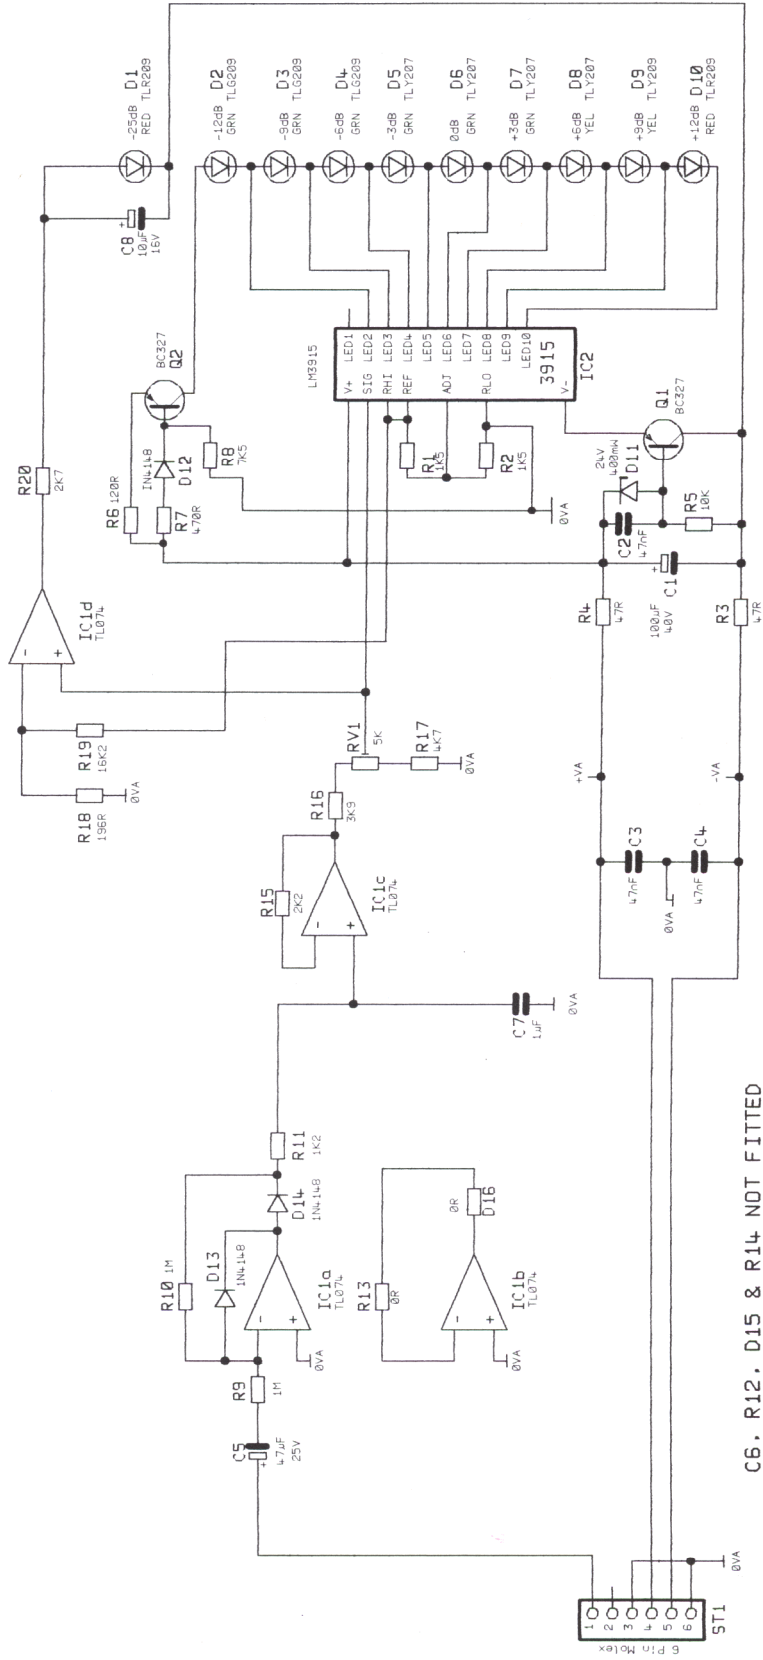 D1
-25dB
RED TLR209
D2
-12dB
GRN TLG209
D3
-9dB
GRN TLG209
D4
-6dB
GRN TLG209
D5
-3dB
GRN TLY207
D6
0dB
GRN TLY207
D7
+3dB
GRN TLY207
D8
+6dB
YEL TLY207
D9
+9dB
YEL TLY209
D10
+12dB
RED TLR209
C8
10µF
16V
+
R20
2K7
IC1d
TL074
-
+
R19
16K2
R18
196R
0VA
BC327
Q2
R6 120R
1N4148
D12
R7
470R
R8
7K5
LM3915
V+ LED1
SIG LED2
RHI LED3
REF LED4
LED5
ADJ LED6
LED7
RLO LED8
LED9
LED10
V- 3915
IC2
R1
1K5
R2
1K5
0VA
24V
400mW
D11
Q1
BC327
C2
47nF
R5
10K
+
C1
100µF
40V
R4
47R
R3
47R
RV1
5K
R17
4K7
0VA
R16
3K9
R15
2K2
IC1c
TL074
-
+
C7
1µF
0VA
+VA
-VA
C3
47nF
C4
47nF
0VA
R11
1K2
D14
1N4148
R10 1M
D13
1N4148
IC1a
TL074
-
+
0VA
R9
1M
C5
47µF
25V
+
R13
0R
0R
D16
IC1b
TL074
-
+
0VA
1
2
3
4
5
6
ST1
6 Pin Molex
0VA
C6, R12, D15 & R14 NOT FITTED